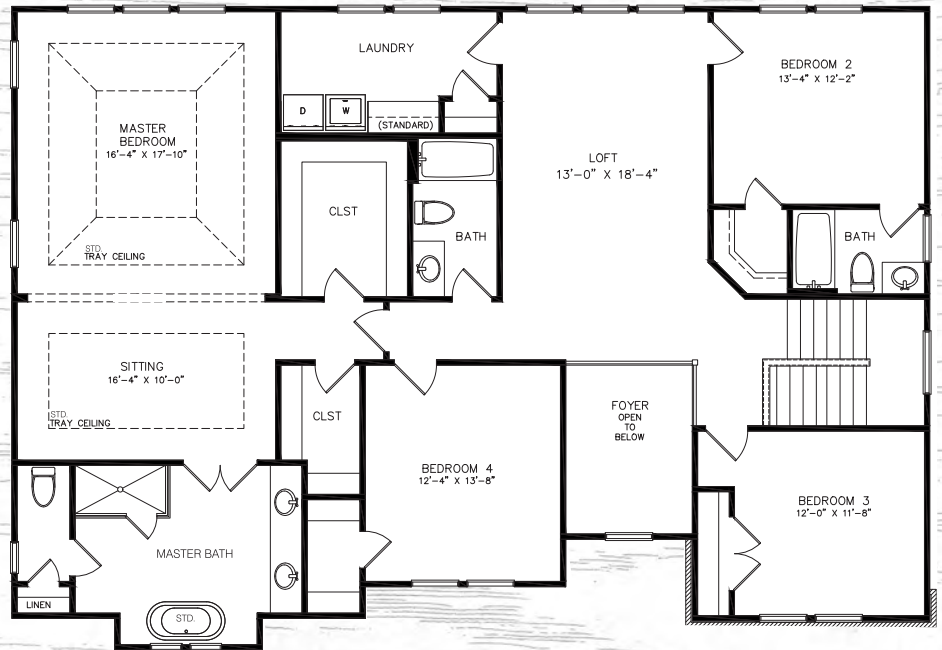 LAUNDRY
D
W
(STANDARD)
MASTER
BEDROOM
16'-4" X 17'-10"
STD.
TRAY CEILING
CLST
BATH
LOFT
13'-0" X 18'-4"
BEDROOM 2
13'-4" X 12'-2"
BATH
SITTING
16'-4" X 10'-0"
STD.
TRAY CEILING
CLST
BEDROOM 4
12'-4" X 13'-8"
FOYER
OPEN
TO
BELOW
BEDROOM 3
12'-0" X 11'-8"
MASTER BATH
LINEN
STD.